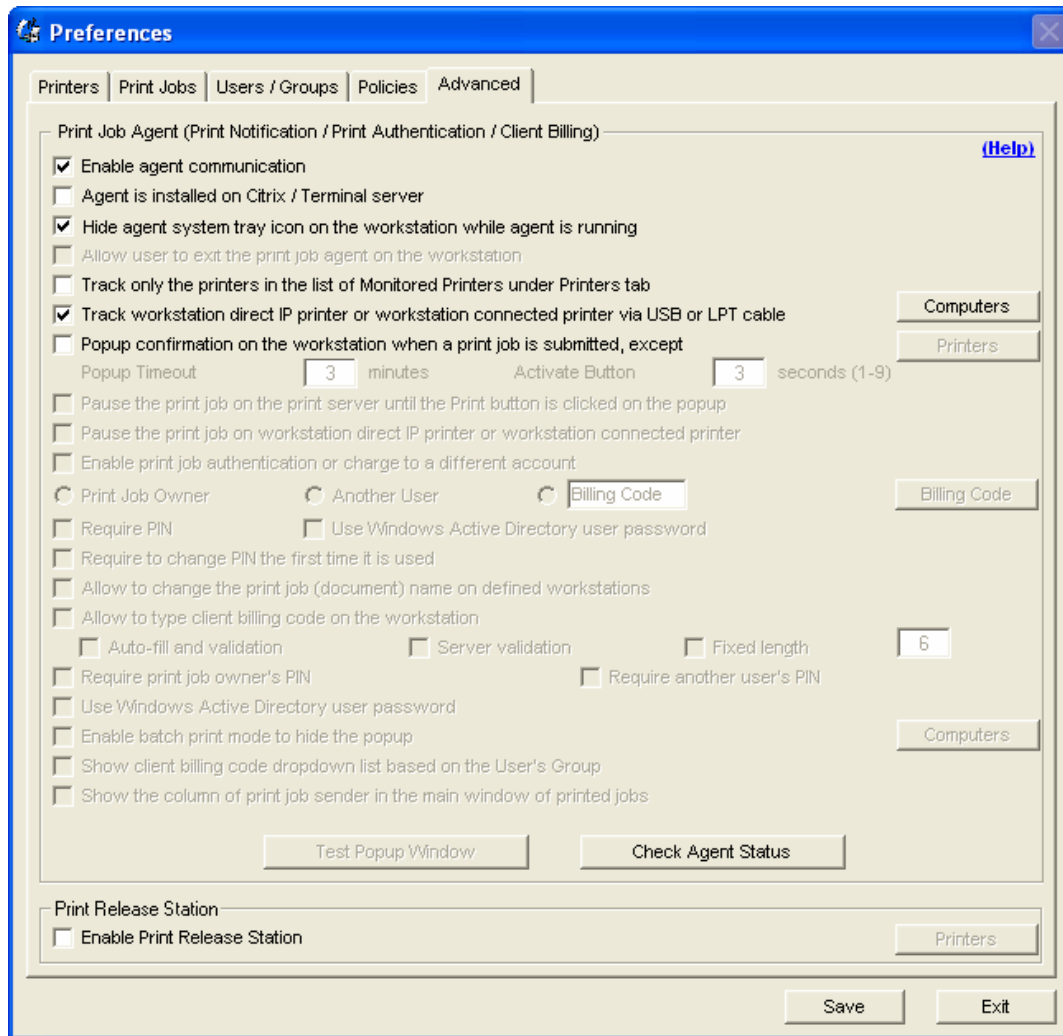 Preferences
Printers Print Jobs Users / Groups Policies Advanced
Print Job Agent (Print Notification / Print Authentication / Client Billing)
(Help)
Enable agent communication
Agent is installed on Citrix / Terminal server
Hide agent system tray icon on the workstation while agent is running
Allow user to exit the print job agent on the workstation
Track only the printers in the list of Monitored Printers under Printers tab
Track workstation direct IP printer or workstation connected printer via USB or LPT cable Computers
Popup confirmation on the workstation when a print job is submitted, except Printers
Popup Timeout 3 minutes Activate Button 3 seconds (1-9)
Pause the print job on the print server until the Print button is clicked on the popup
Pause the print job on workstation direct IP printer or workstation connected printer
Enable print job authentication or charge to a different account
Print Job Owner Another User Billing Code Billing Code
Require PIN Use Windows Active Directory user password
Require to change PIN the first time it is used
Allow to change the print job (document) name on defined workstations
Allow to type client billing code on the workstation
Auto-fill and validation Server validation Fixed length 6
Require print job owner's PIN Require another user's PIN
Use Windows Active Directory user password
Enable batch print mode to hide the popup Computers
Show client billing code dropdown list based on the User's Group
Show the column of print job sender in the main window of printed jobs
Test Popup Window Check Agent Status
Print Release Station
Enable Print Release Station Printers
Save Exit